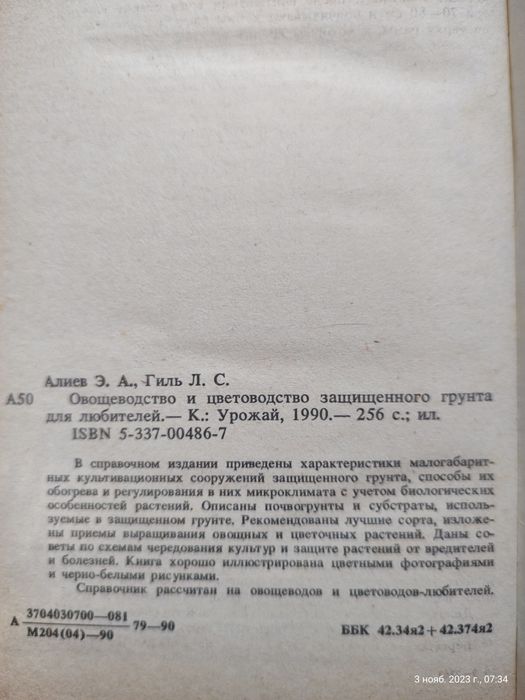 Алиев Э. А., Гиль Л. С.
А50 Овощеводство и цветоводство защищенного грунта
для любителей.— К.: Урожай, 1990.— 256 с.; ил.
ISBN 5-337-00486-7
В справочном издании приведены характеристики малогабарит-
ных культивационных сооружений защищенного грунта, способы их
обогрева и регулирования в них микроклимата с учетом биологических
особенностей растений. Описаны почвогрунты и субстраты, исполь-
зуемые в защищенном грунте. Рекомендованы лучшие сорта, изложе-
ны приемы выращивания овощных и цветочных растений. Даны со-
веты по схемам чередования культур и защите растений от вредителей
и болезней. Книга хорошо иллюстрирована цветными фотографиями
и черно-белыми рисунками.
Справочник рассчитан на овощеводов и цветоводов-любителей.
А 3704030700—081
М204(04)—90 79—90 ББК 42.34я2+42.374я2
3 нояб. 2023 г., 07:34